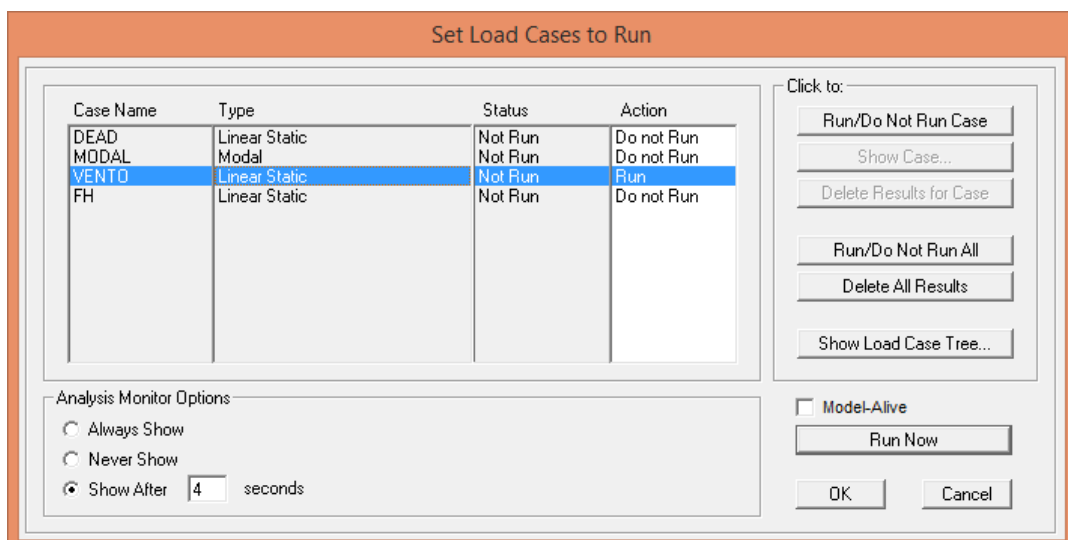 Set Load Cases to Run
Case Name Type Status Action
DEAD Linear Static Not Run Do not Run
MODAL Modal Not Run Do not Run
VENTO Linear Static Not Run Run
FH Linear Static Not Run Do not Run
Click to:
Run/Do Not Run Case
Show Case...
Delete Results for Case
Run/Do Not Run All
Delete All Results
Show Load Case Tree...
Analysis Monitor Options
Always Show
Never Show
Show After 4 seconds
Model-Alive
Run Now
OK Cancel